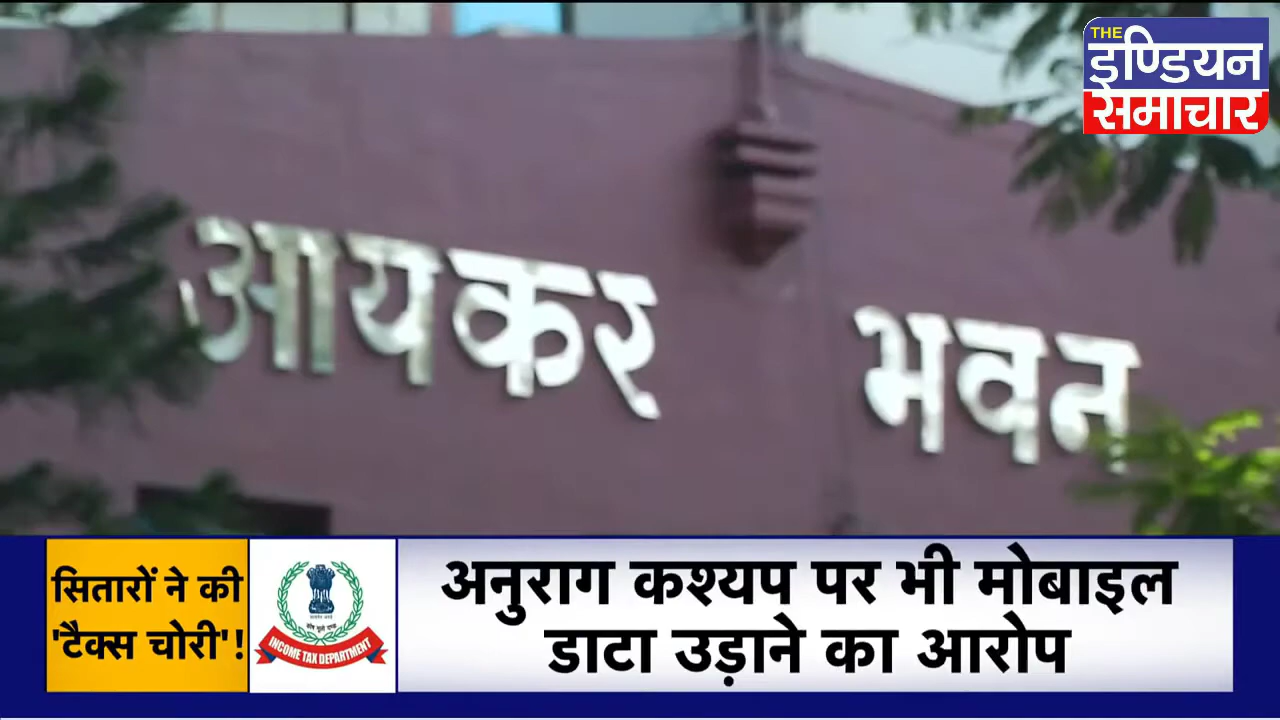 THE
इण्डियन
समाचार
आयकर भवन
सितारों ने की
'टैक्स चोरी'!
INCOME TAX DEPARTMENT
अनुराग कश्यप पर भी मोबाइल
डाटा उड़ाने का आरोप